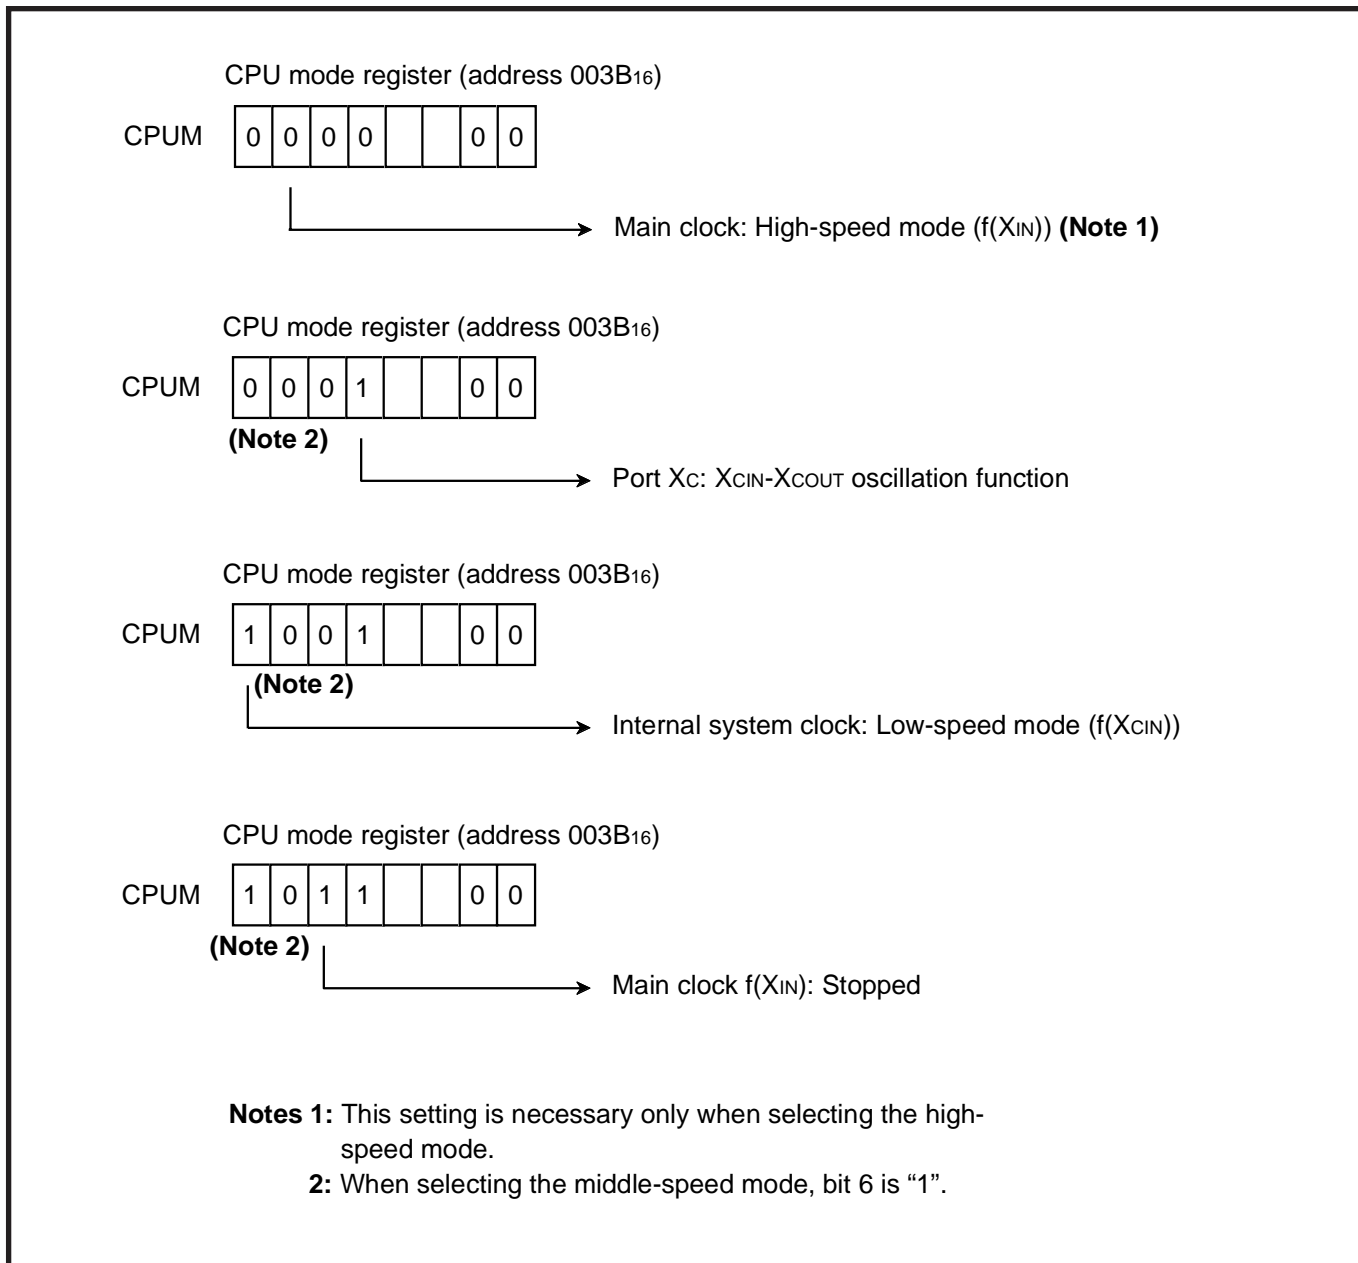 CPU mode register (address 003B16)
CPUM 0 0 0 0 0 0
Main clock: High-speed mode (f(XIN)) (Note 1)
CPU mode register (address 003B16)
CPUM 0 0 0 1 0 0
(Note 2)
Port XC: XCIN-XCOUT oscillation function
CPU mode register (address 003B16)
CPUM 1 0 0 1 0 0
(Note 2)
Internal system clock: Low-speed mode (f(XCIN))
CPU mode register (address 003B16)
CPUM 1 0 1 1 0 0
(Note 2)
Main clock f(XIN): Stopped
Notes 1: This setting is necessary only when selecting the high-
speed mode.
2: When selecting the middle-speed mode, bit 6 is “1”.